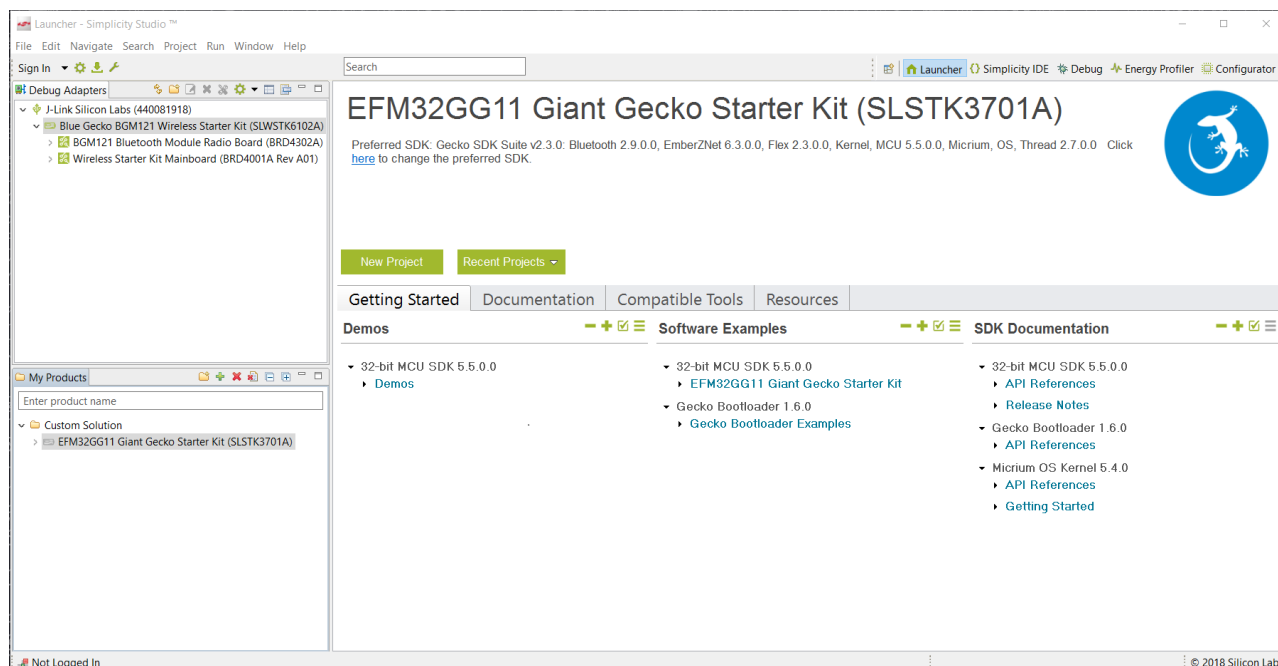 Launcher - Simplicity Studio ™
File Edit Navigate Search Project Run Window Help
Sign In
Search
Launcher
Simplicity IDE
Debug
Energy Profiler
Configurator
Debug Adapters
J-Link Silicon Labs (440081918)
Blue Gecko BGM121 Wireless Starter Kit (SLWSTK6102A)
BGM121 Bluetooth Module Radio Board (BRD4302A)
Wireless Starter Kit Mainboard (BRD4001A Rev A01)
My Products
Enter product name
Custom Solution
EFM32GG11 Giant Gecko Starter Kit (SLSTK3701A)
EFM32GG11 Giant Gecko Starter Kit (SLSTK3701A)
Preferred SDK: Gecko SDK Suite v2.3.0: Bluetooth 2.9.0.0, EmberZNet 6.3.0.0, Flex 2.3.0.0, Kernel, MCU 5.5.0.0, Micrium, OS, Thread 2.7.0.0 Click
here to change the preferred SDK.
New Project
Recent Projects
Getting Started
Documentation
Compatible Tools
Resources
Demos
32-bit MCU SDK 5.5.0.0
Demos
Software Examples
32-bit MCU SDK 5.5.0.0
EFM32GG11 Giant Gecko Starter Kit
Gecko Bootloader 1.6.0
Gecko Bootloader Examples
SDK Documentation
32-bit MCU SDK 5.5.0.0
API References
Release Notes
Gecko Bootloader 1.6.0
API References
Micrium OS Kernel 5.4.0
API References
Getting Started
Not Logged In
© 2018 Silicon Lab